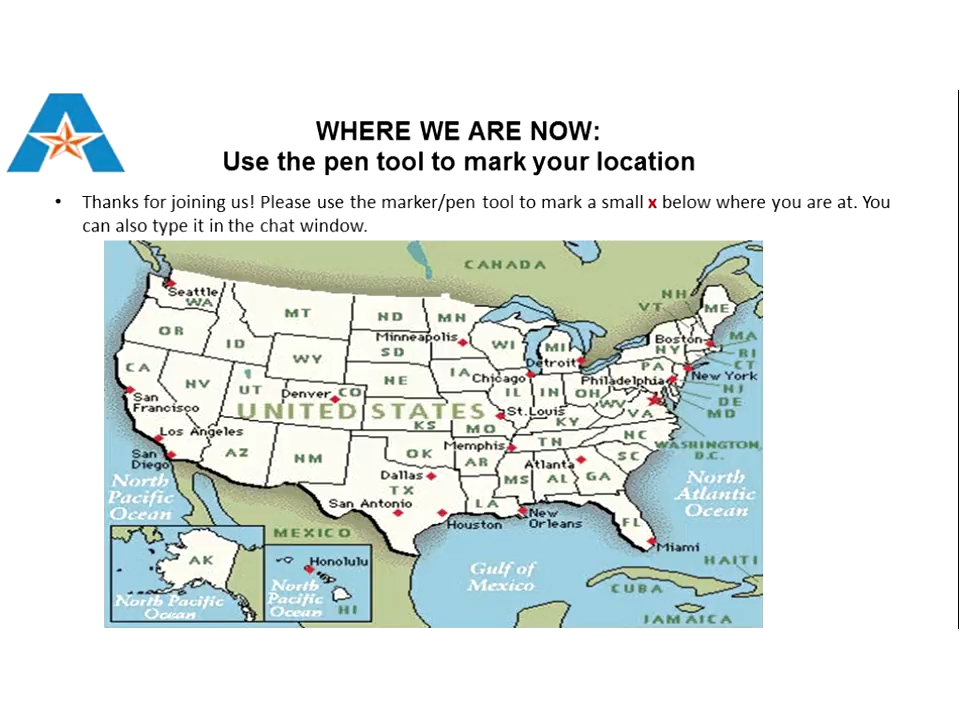 WHERE WE ARE NOW:
Use the pen tool to mark your location
• Thanks for joining us! Please use the marker/pen tool to mark a small x below where you are at. You
can also type it in the chat window.
CANADA
Seattle
WA
MT
ND
MN
NH
VT
ME
OR
ID
Minneapolis
SD
WI
MI
Boston
MA
NY
RI
CT
WY
Detroit
PA
CA
NV
UT
NE
IA
Chicago
IL
IN
OH
Philadelphia
New York
NJ
DE
MD
San
Francisco
Denver
CO
UNITED STATES
KS
St. Louis
MO
KY
WV
VA
WASHINGTON,
D.C.
Los Angeles
San
Diego
AZ
NM
OK
Memphis
AR
TN
NC
SC
Dallas
TX
Atlanta
MS
AL
GA
North
Pacific
Ocean
North
Atlantic
Ocean
San Antonio
LA
Houston
New
Orleans
FL
MEXICO
Miami
AK
North Pacific
Ocean
Honolulu
North
Pacific
Ocean
HI
Gulf of
Mexico
CUBA
HAITI
JAMAICA